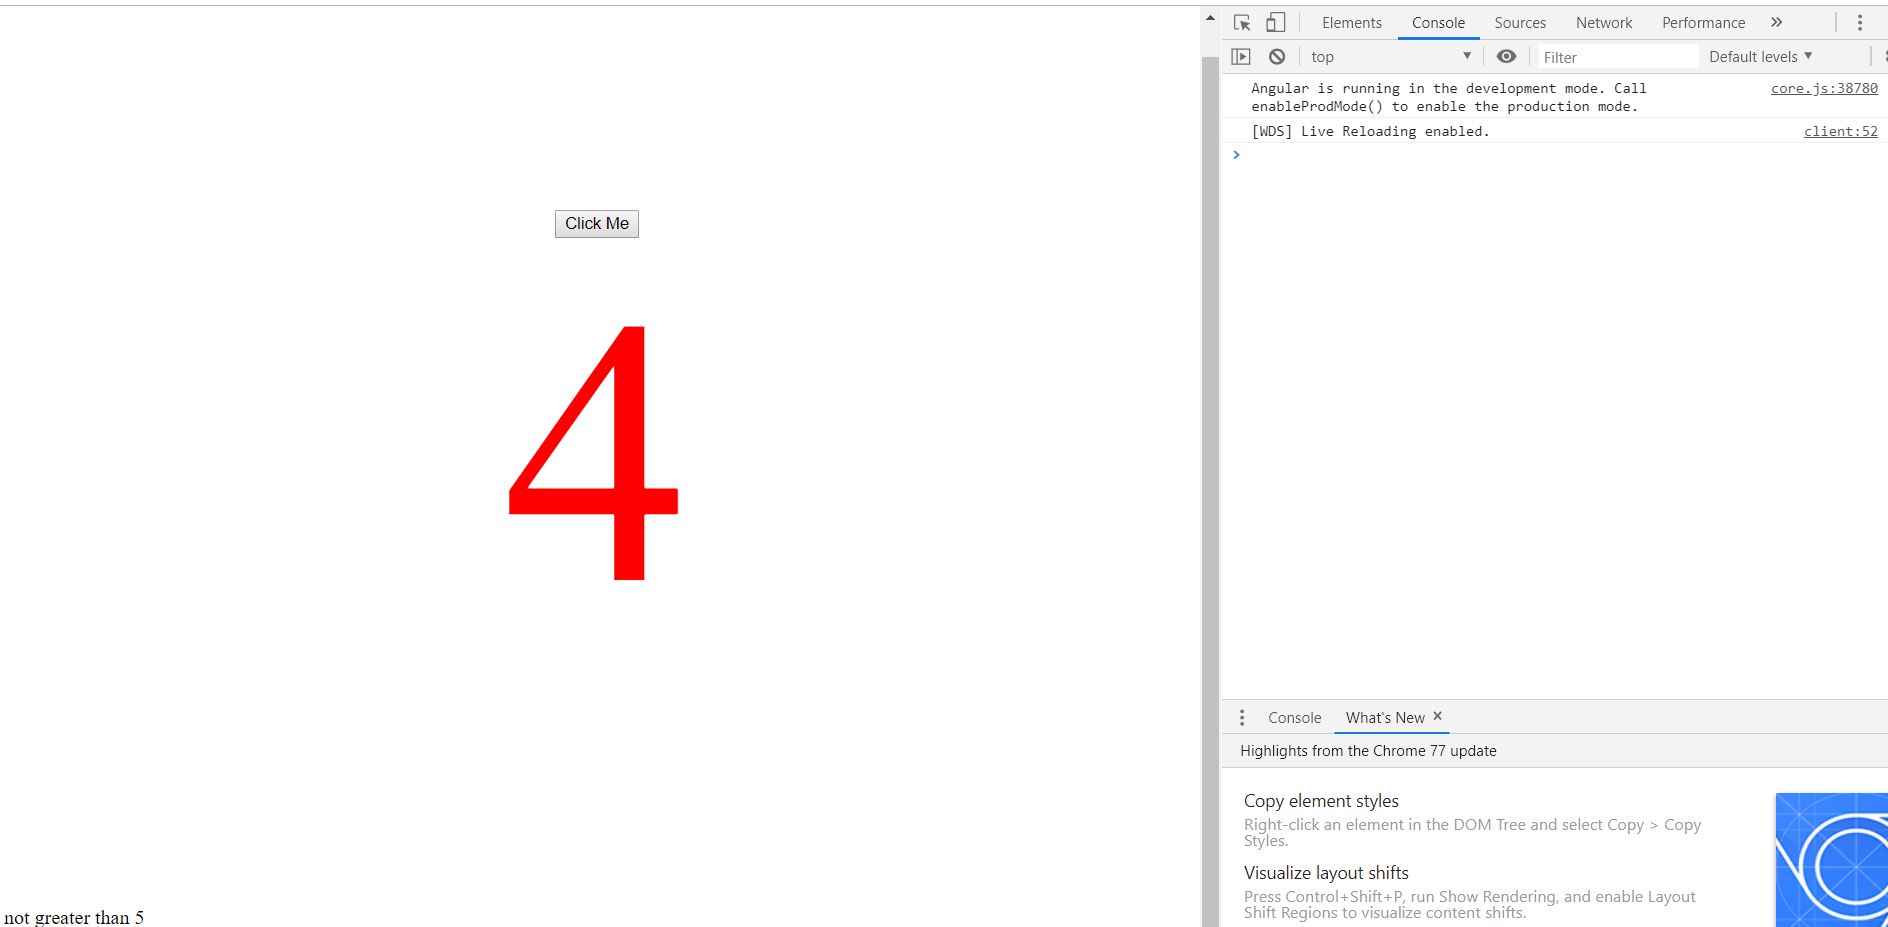 Click Me
4
not greater than 5
Elements Console Sources Network Performance »
top Filter Default levels
Angular is running in the development mode. Call core.js:38780
enableProdMode() to enable the production mode.
[WDS] Live Reloading enabled. client:52
Console What's New ×
Highlights from the Chrome 77 update
Copy element styles
Right-click an element in the DOM Tree and select Copy > Copy
Styles.
Visualize layout shifts
Press Control+Shift+P, run Show Rendering, and enable Layout
Shift Regions to visualize content shifts.